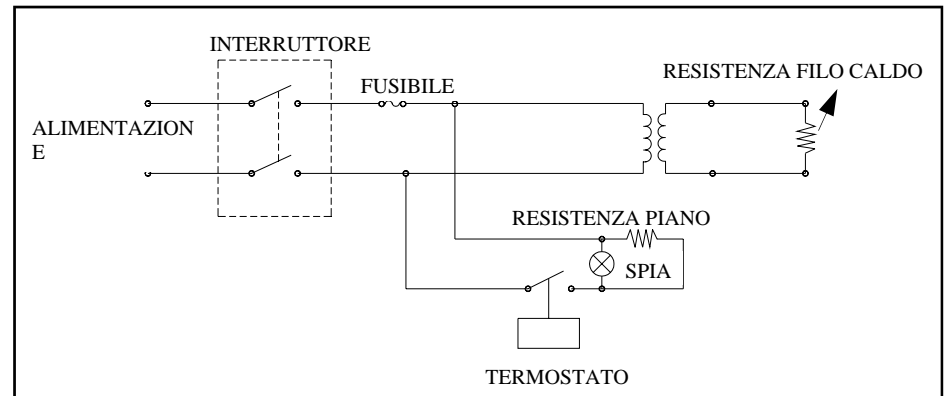 INTERRUTTORE
FUSIBILE
RESISTENZA FILO CALDO
ALIMENTAZION
E
RESISTENZA PIANO
SPIA
TERMOSTATO